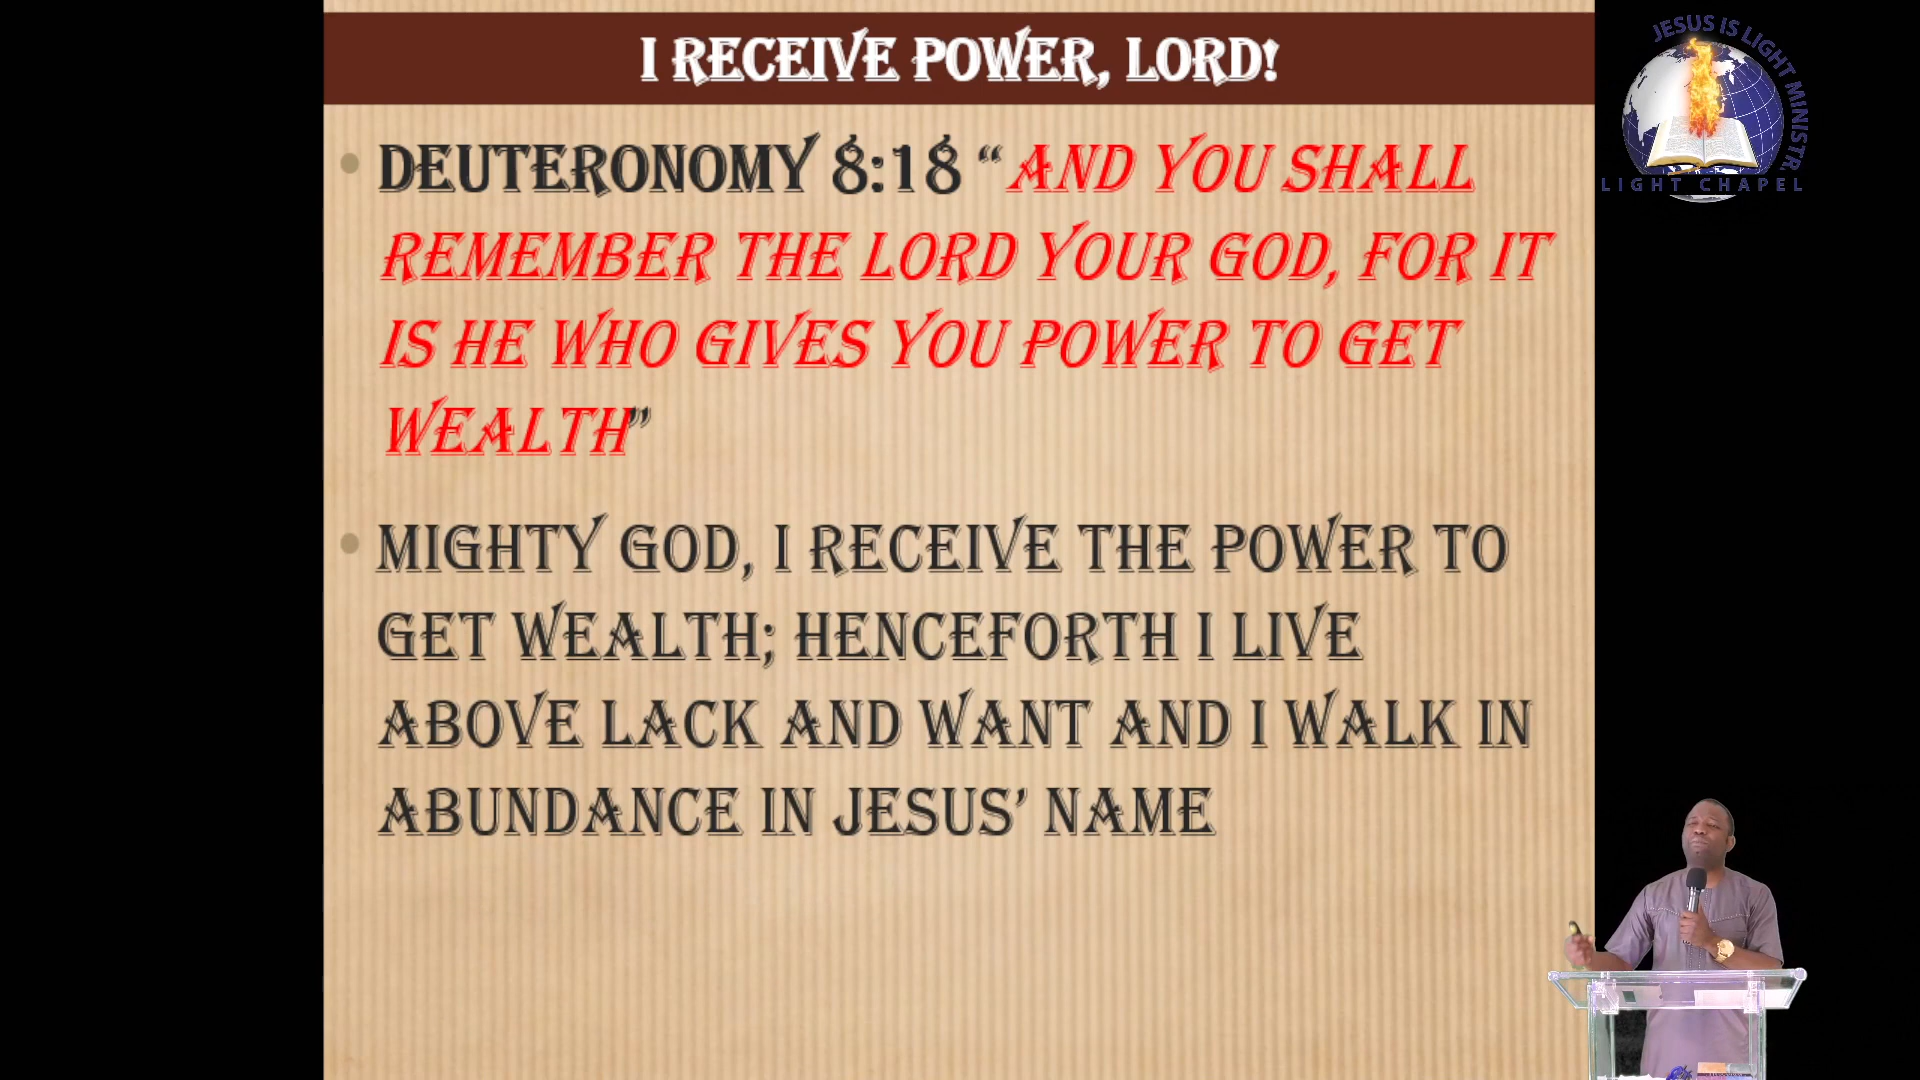 I RECEIVE POWER, LORD!
JESUS IS LIGHT MINISTR.
LIGHT CHAPEL
• DEUTERONOMY 8:18 “ AND YOU SHALL
REMEMBER THE LORD YOUR GOD, FOR IT
IS HE WHO GIVES YOU POWER TO GET
WEALTH”
• MIGHTY GOD, I RECEIVE THE POWER TO
GET WEALTH; HENCEFORTH I LIVE
ABOVE LACK AND WANT AND I WALK IN
ABUNDANCE IN JESUS’ NAME